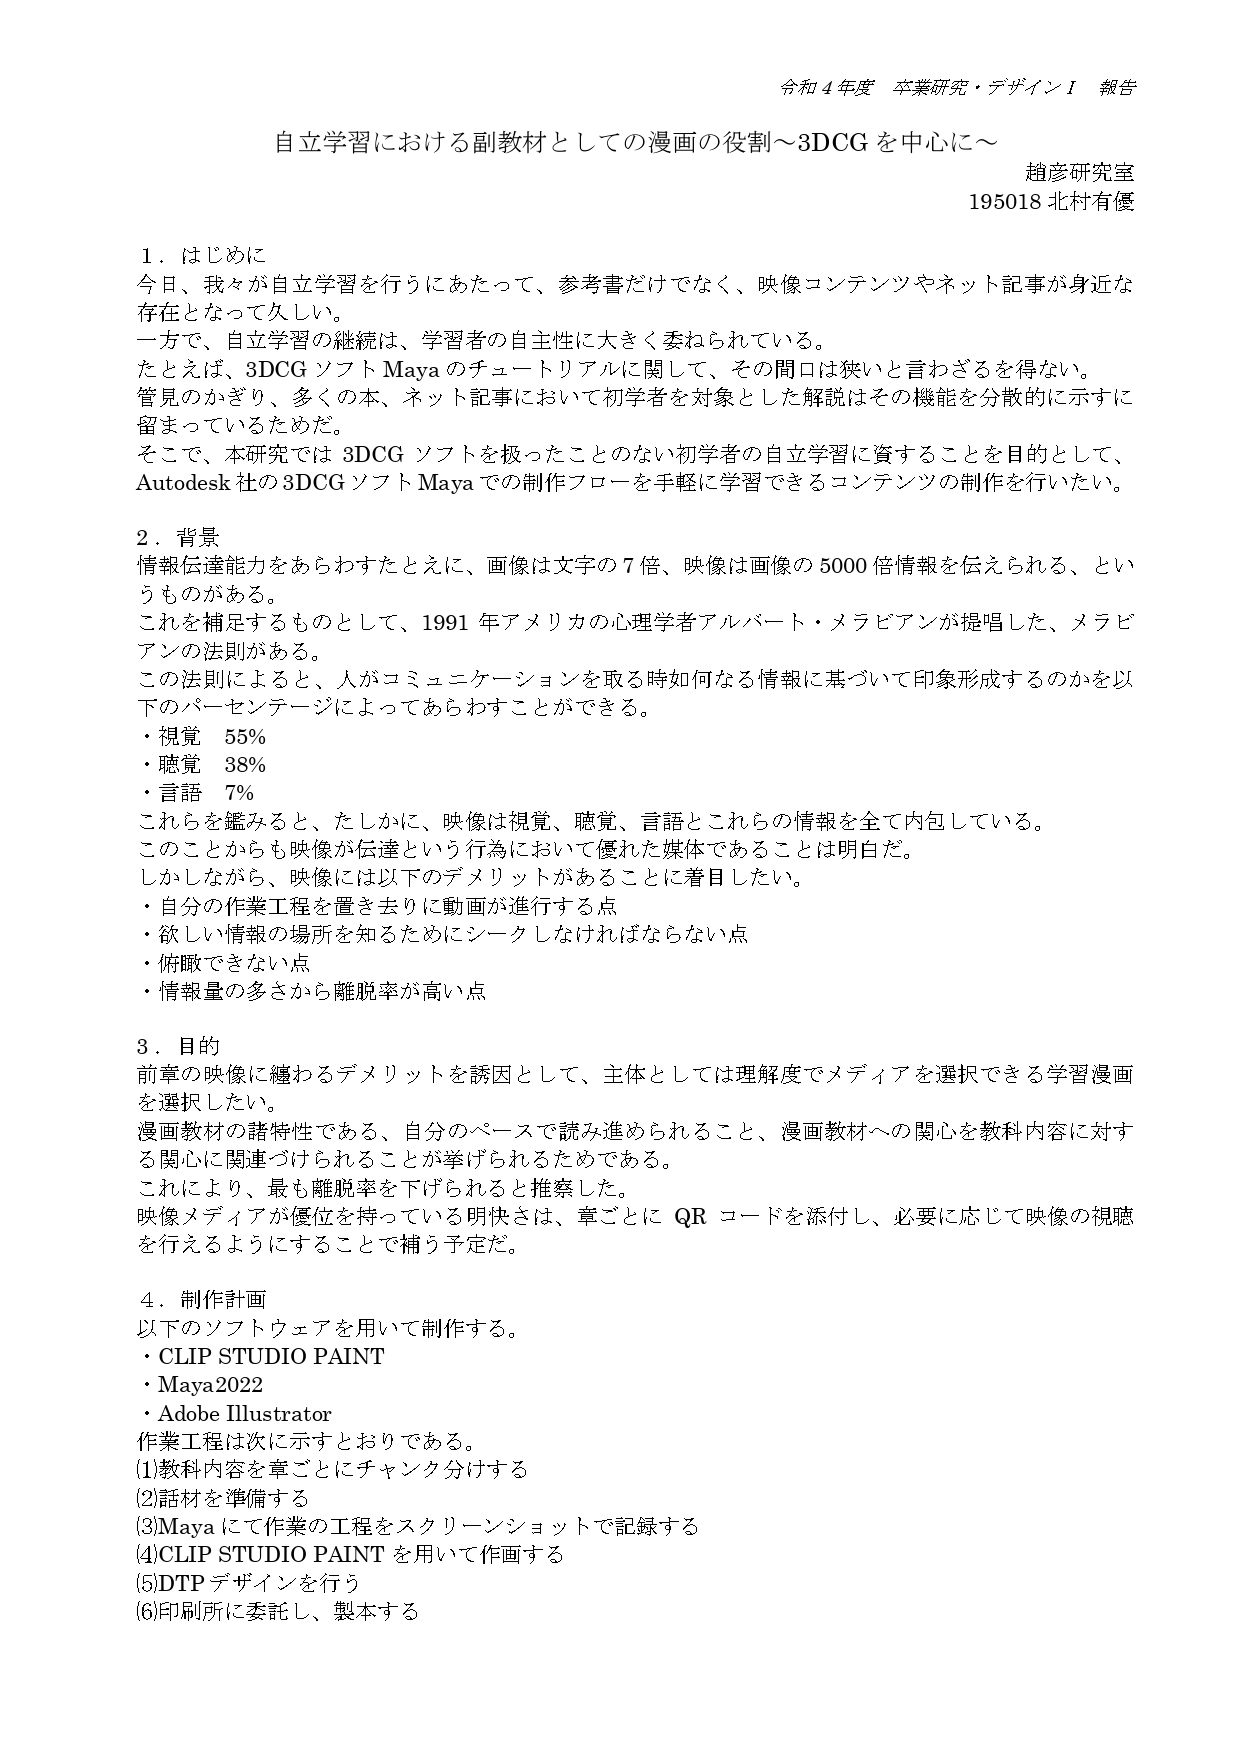 令和４年度　卒業研究・デザインⅠ　報告
自立学習における副教材としての漫画の役割～3DCG を中心に～
趙彦研究室
195018 北村有優
１．はじめに
今日、我々が自立学習を行うにあたって、参考書だけでなく、映像コンテンツやネット記事が身近な
存在となって久しい。
一方で、自立学習の継続は、学習者の自主性に大きく委ねられている。
たとえば、3DCG ソフト Maya のチュートリアルに関して、その間口は狭いと言わざるを得ない。
管見のかぎり、多くの本、ネット記事において初学者を対象とした解説はその機能を分散的に示すに
留まっているためだ。
そこで、本研究では 3DCG ソフトを扱ったことのない初学者の自立学習に資することを目的として、
Autodesk 社の 3DCG ソフト Maya での制作フローを手軽に学習できるコンテンツの制作を行いたい。
2．背景
情報伝達能力をあらわすたとえに、画像は文字の 7 倍、映像は画像の 5000 倍情報を伝えられる、とい
うものがある。
これを補足するものとして、1991 年アメリカの心理学者アルバート・メラビアンが提唱した、メラビ
アンの法則がある。
この法則によると、人がコミュニケーションを取る時如何なる情報に基づいて印象形成するのかを以
下のパーセンテージによってあらわすことができる。
・視覚　55%
・聴覚　38%
・言語　7%
これらを鑑みると、たしかに、映像は視覚、聴覚、言語とこれらの情報を全て内包している。
このことからも映像が伝達という行為において優れた媒体であることは明白だ。
しかしながら、映像には以下のデメリットがあることに着目したい。
・自分の作業工程を置き去りに動画が進行する点
・欲しい情報の場所を知るためにシークしなければならない点
・俯瞰できない点
・情報量の多さから離脱率が高い点
3．目的
前章の映像に纏わるデメリットを誘因として、主体としては理解度でメディアを選択できる学習漫画
を選択したい。
漫画教材の諸特性である、自分のペースで読み進められること、漫画教材への関心を教科内容に対す
る関心に関連づけられることが挙げられるためである。
これにより、最も離脱率を下げられると推察した。
映像メディアが優位を持っている明快さは、章ごとに QR コードを添付し、必要に応じて映像の視聴
を行えるようにすることで補う予定だ。
４．制作計画
以下のソフトウェアを用いて制作する。
・CLIP STUDIO PAINT
・Maya2022
・Adobe Illustrator
作業工程は次に示すとおりである。
⑴教科内容を章ごとにチャンク分けする
⑵話材を準備する
⑶Maya にて作業の工程をスクリーンショットで記録する
⑷CLIP STUDIO PAINT を用いて作画する
⑸DTP デザインを行う
⑹印刷所に委託し、製本する